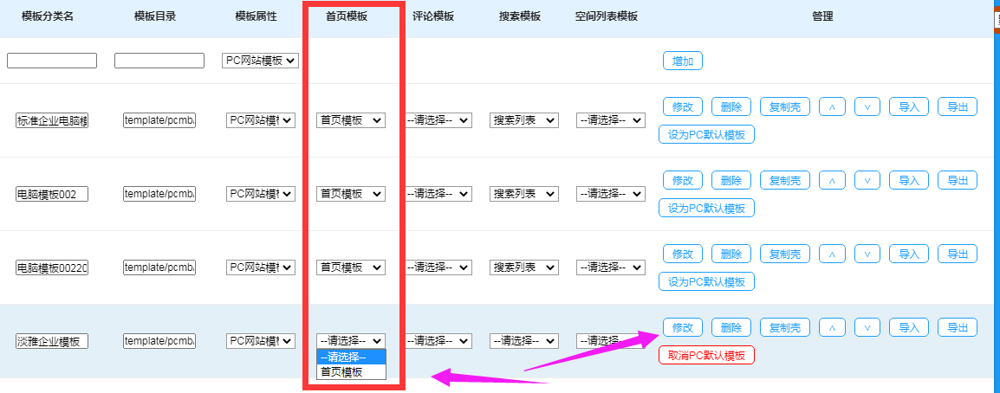 模板分类名 模板目录 模板属性 首页模板 评论模板 搜索模板 空间列表模板 管理
PC网站模板 增加
标准企业电脑模 template/pcmb. PC网站模板 首页模板 --请选择-- 搜索列表 --请选择-- 修改 删除 复制壳 ∧ ∨ 导入 导出
设为PC默认模板
电脑模板002 template/pcmb. PC网站模板 首页模板 --请选择-- 搜索列表 --请选择-- 修改 删除 复制壳 ∧ ∨ 导入 导出
设为PC默认模板
电脑模板00220 template/pcmb. PC网站模板 首页模板 --请选择-- 搜索列表 --请选择-- 修改 删除 复制壳 ∧ ∨ 导入 导出
设为PC默认模板
淡雅企业模板 template/pcmb. PC网站模板 --请选择-- --请选择-- --请选择-- --请选择-- 修改 删除 复制壳 ∧ ∨ 导入 导出
--请选择-- 取消PC默认模板
首页模板